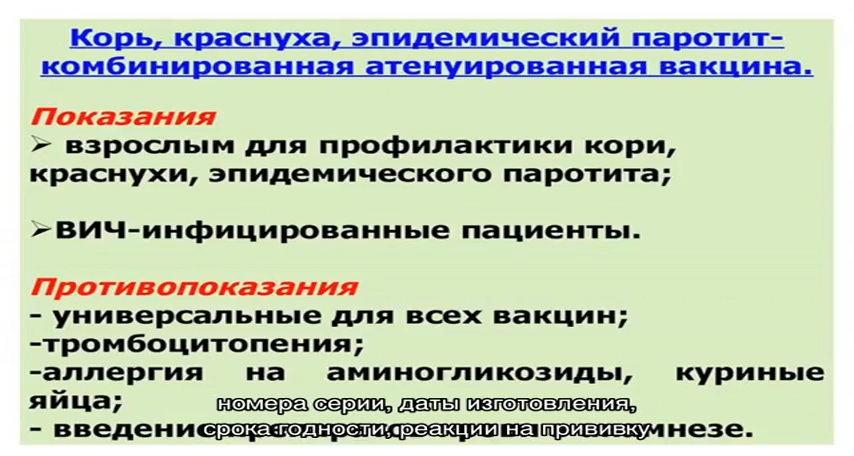 Корь, краснуха, эпидемический паротит-
комбинированная атенуированная вакцина.
Показания
➢ взрослым для профилактики кори,
краснухи, эпидемического паротита;
➢ВИЧ-инфицированные пациенты.
Противопоказания
- универсальные для всех вакцин;
-тромбоцитопения;
-аллергия на аминогликозиды, куриные
яйца;
номера серии, даты изготовления,
- введение
срока годности, реакции на прививку